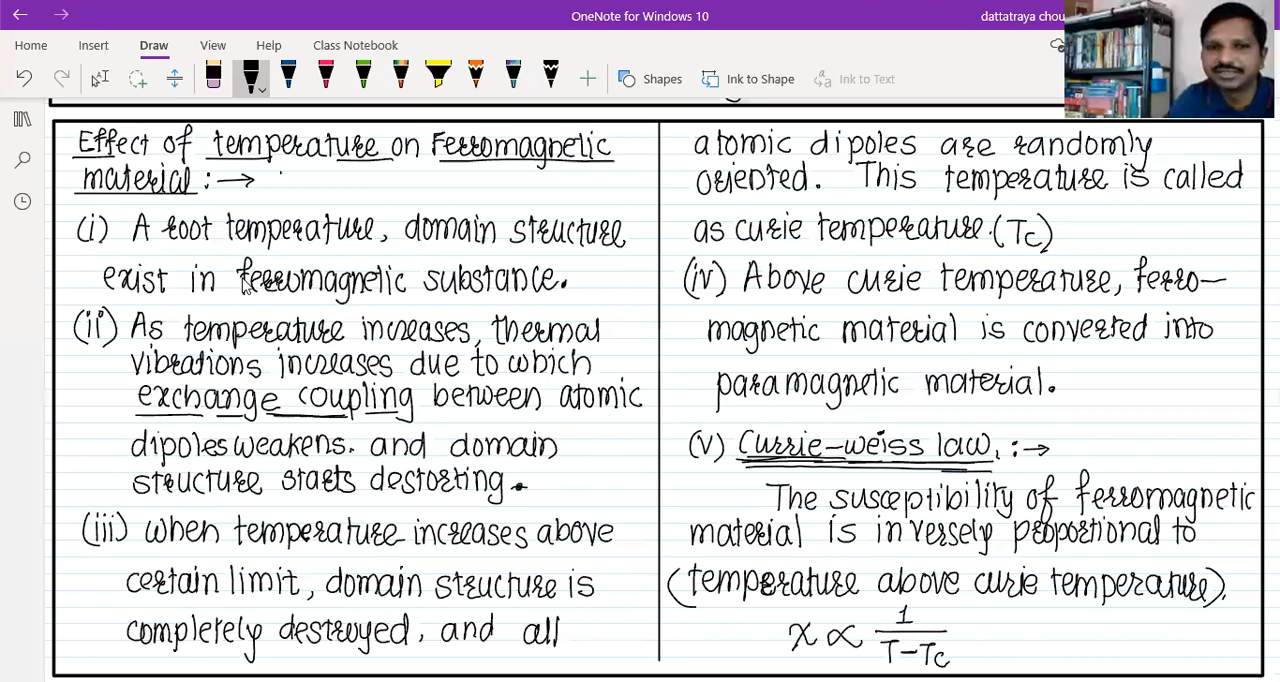 OneNote for Windows 10
dattatraya chou
Home Insert Draw View Help Class Notebook
Shapes Ink to Shape Ink to Text
Effect of temperature on Ferromagnetic
material :→
(i) A root temperature, domain structure
exist in ferromagnetic substance.
(ii) As temperature increases, thermal
vibrations increases due to which
exchange coupling between atomic
dipoles weakens. and domain
structure starts destorting.
(iii) when temperature increases above
certain limit, domain structure is
completely destroyed, and all
atomic dipoles are randomly
oriented. This temperature is called
as curie temperature. (Tc)
(iv) Above curie temperature, ferro-
magnetic material is converted into
paramagnetic material.
(v) Currie-weiss law. :→
The susceptibility of ferromagnetic
material is inversely proportional to
(temperature above curie temperature).
χ ∝ 1/(T-Tc)